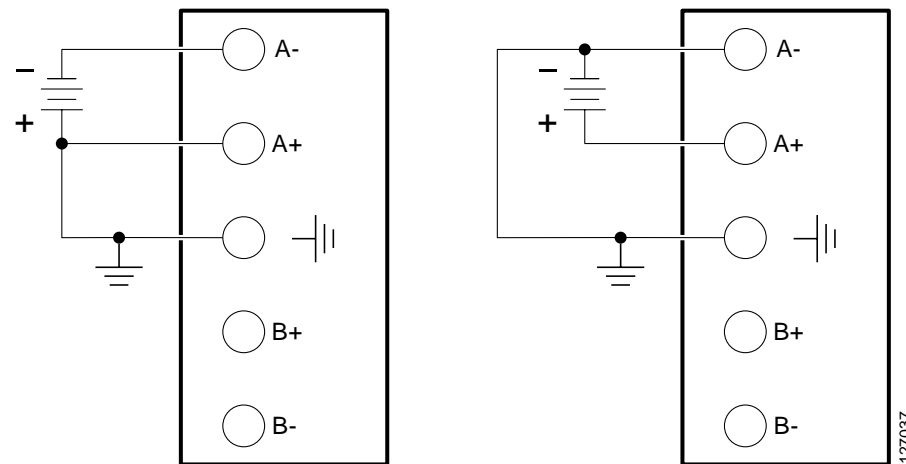 A-
A+
B+
B-
-
+
A-
A+
B+
B-
-
+
127037